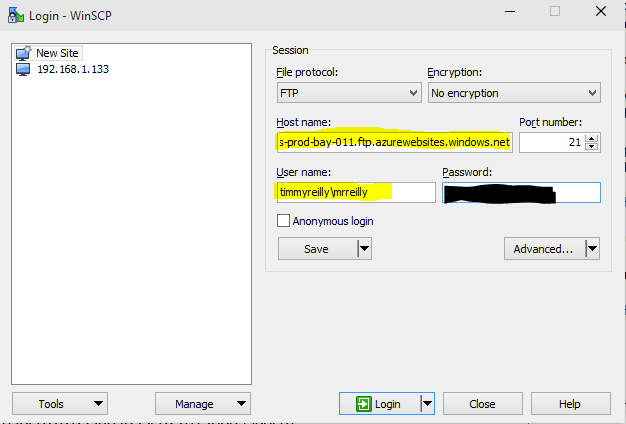 Login - WinSCP
New Site
192.168.1.133
Session
File protocol:
Encryption:
FTP
No encryption
Host name:
Port number:
s-prod-bay-011.ftp.azurewebsites.windows.net
21
User name:
Password:
timmyreilly\mrreilly
Anonymous login
Save
Advanced...
Tools
Manage
Login
Close
Help